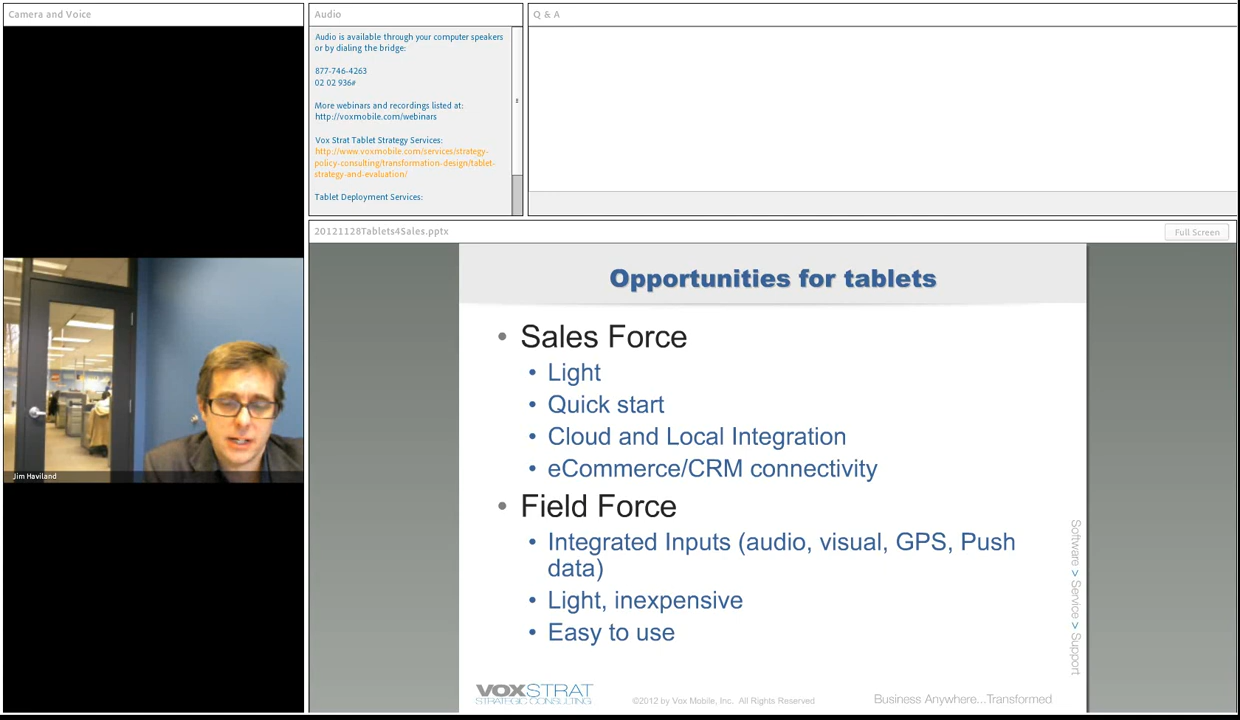 Camera and Voice
Audio
Audio is available through your computer speakers
or by dialing the bridge:
877-746-4263
02 02 936#
More webinars and recordings listed at:
http://voxmobile.com/webinars
Vox Strat Tablet Strategy Services:
http://www.voxmobile.com/services/strategy-
policy-consulting/transformation-design/tablet-
strategy-and-evaluation/
Tablet Deployment Services:
Q & A
Jim Haviland
20121128Tablets4Sales.pptx
Full Screen
Opportunities for tablets
• Sales Force
• Light
• Quick start
• Cloud and Local Integration
• eCommerce/CRM connectivity
• Field Force
• Integrated Inputs (audio, visual, GPS, Push
data)
• Light, inexpensive
• Easy to use
Software > Service > Support
VOXSTRAT
STRATEGIC CONSULTING
©2012 by Vox Mobile, Inc. All Rights Reserved
Business Anywhere...Transformed